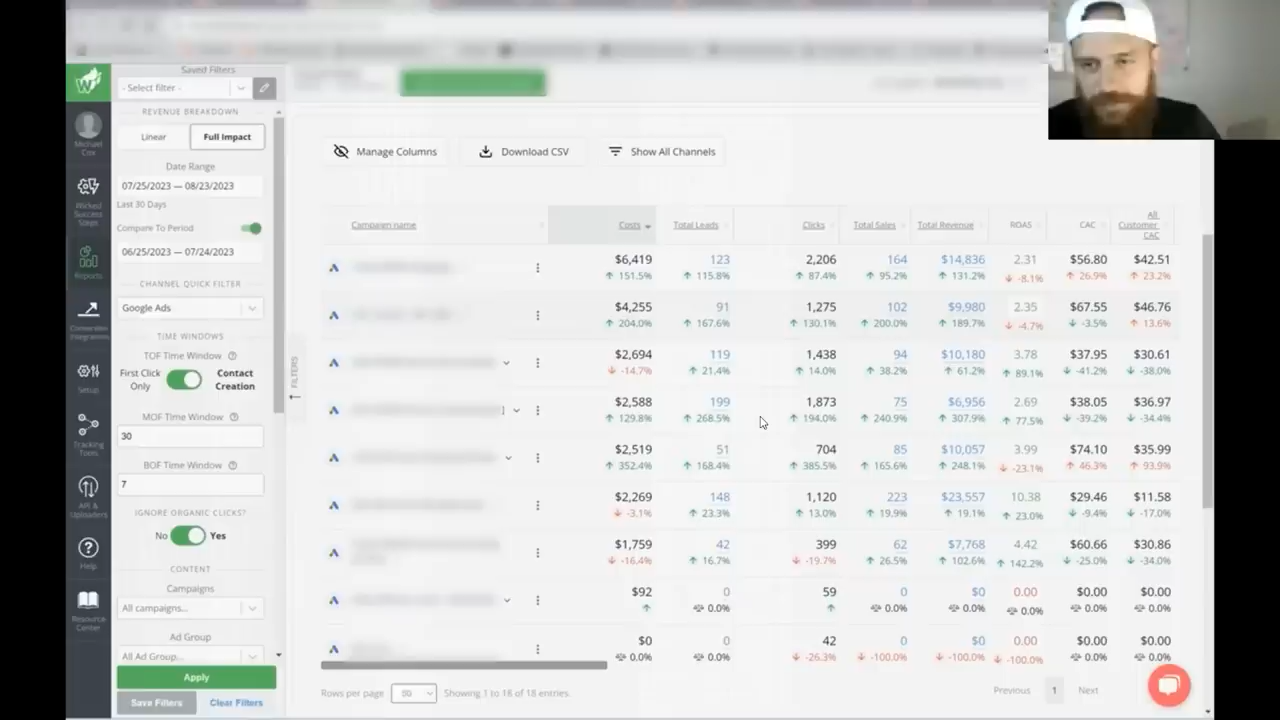 Saved Filters
- Select filter -
REVENUE BREAKDOWN
Linear Full Impact
Date Range
07/25/2023 — 08/23/2023
Last 30 Days
Compare To Period
06/25/2023 — 07/24/2023
CHANNEL QUICK FILTER
Google Ads
TIME WINDOWS
TOF Time Window
First Click Only Contact Creation
MOF Time Window
30
BOF Time Window
7
IGNORE ORGANIC CLICKS?
No Yes
CONTENT
Campaigns
All campaigns...
Ad Group
All Ad Group...
Apply
Save Filters Clear Filters
Michael Cox
Wicked Success Steps
Reports
Conversion Integrations
Setup
Tracking Tools
API & Uploaders
Help
Resource Center
FILTERS
Manage Columns Download CSV Show All Channels
Campaign name Costs Total Leads Clicks Total Sales Total Revenue ROAS CAC All Customer CAC
$6,419 123 2,206 164 $14,836 2.31 $56.80 $42.51
151.5% 115.8% 87.4% 95.2% 131.2% -8.1% 26.9% 23.2%
$4,255 91 1,275 102 $9,980 2.35 $67.55 $46.76
204.0% 167.6% 130.1% 200.0% 189.7% -4.7% -3.5% 13.6%
$2,694 119 1,438 94 $10,180 3.78 $37.95 $30.61
-14.7% 21.4% 14.0% 38.2% 61.2% 89.1% -41.2% -38.0%
$2,588 199 1,873 75 $6,956 2.69 $38.05 $36.97
129.8% 268.5% 194.0% 240.9% 307.9% 77.5% -39.2% -34.4%
$2,519 51 704 85 $10,057 3.99 $74.10 $35.99
352.4% 168.4% 385.5% 165.6% 248.1% -23.1% 46.3% 93.9%
$2,269 148 1,120 223 $23,557 10.38 $29.46 $11.58
-3.1% 23.3% 13.0% 19.9% 19.1% 23.0% -9.4% -17.0%
$1,759 42 399 62 $7,768 4.42 $60.66 $30.86
-16.4% 16.7% -19.7% 26.5% 102.6% 142.2% -25.0% -34.0%
$92 0 59 0 $0 0.00 $0.00 $0.00
0.0% 0.0% 0.0% 0.0% 0.0% 0.0%
$0 0 42 0 $0 0.00 $0.00 $0.00
0.0% 0.0% -26.3% -100.0% -100.0% -100.0% 0.0% 0.0%
Rows per page 50 Showing 1 to 18 of 18 entries.
Previous 1 Next